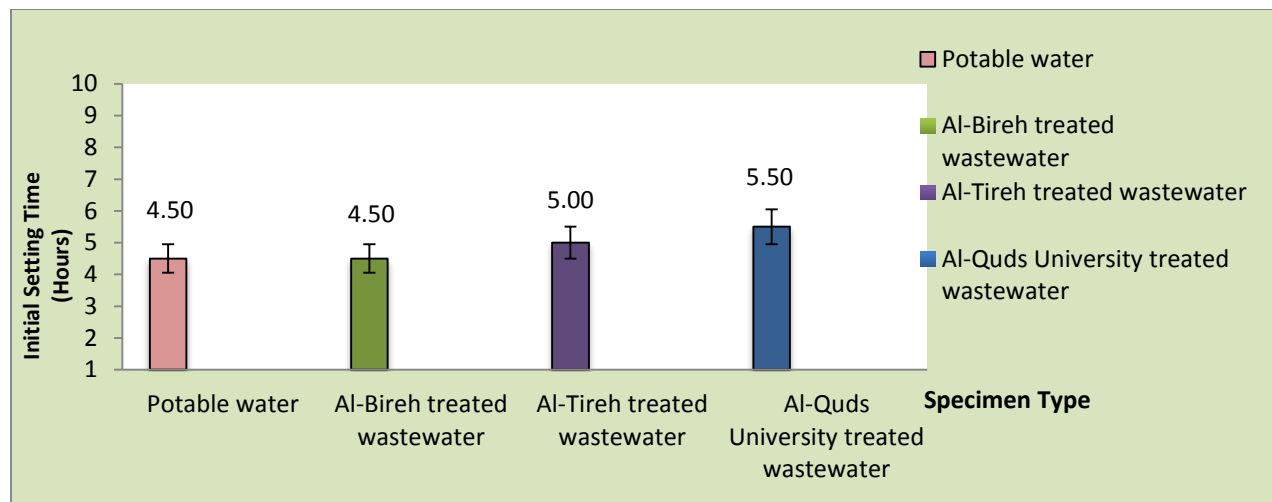 Initial Setting Time
(Hours)
10
9
8
7
6
5
4
3
2
1
4.50
4.50
5.00
5.50
Potable water
Al-Bireh treated
wastewater
Al-Tireh treated
wastewater
Al-Quds
University treated
wastewater
Specimen Type
Potable water
Al-Bireh treated
wastewater
Al-Tireh treated wastewater
Al-Quds University treated
wastewater